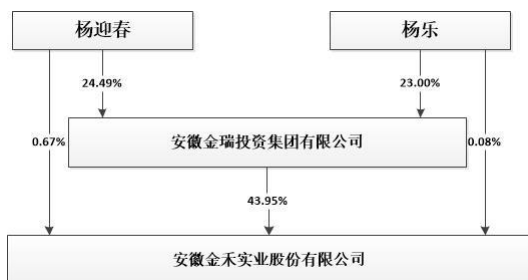 杨迎春
杨乐
24.49%
23.00%
0.67%
安徽金瑞投资集团有限公司
0.08%
43.95%
安徽金禾实业股份有限公司